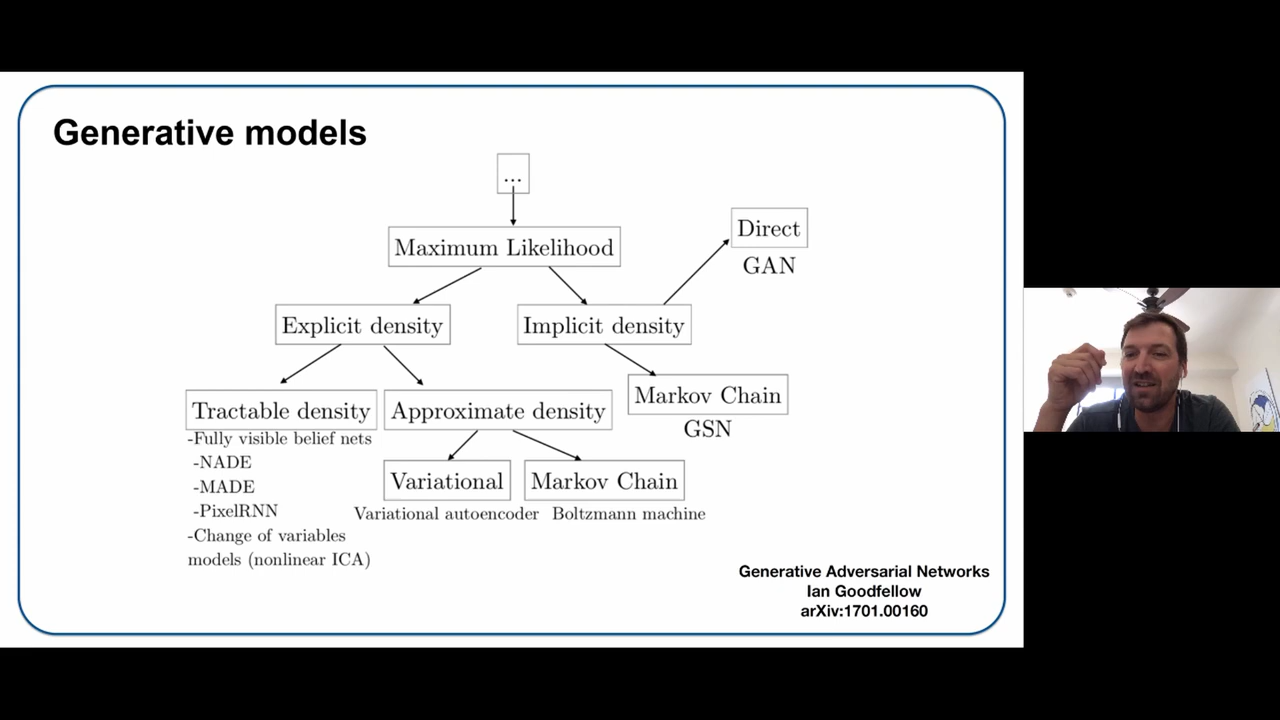 Generative models
...
Maximum Likelihood
Direct
GAN
Explicit density
Implicit density
Tractable density
Approximate density
Markov Chain
GSN
-Fully visible belief nets
-NADE
-MADE
-PixelRNN
-Change of variables
models (nonlinear ICA)
Variational
Markov Chain
Variational autoencoder
Boltzmann machine
Generative Adversarial Networks
Ian Goodfellow
arXiv:1701.00160